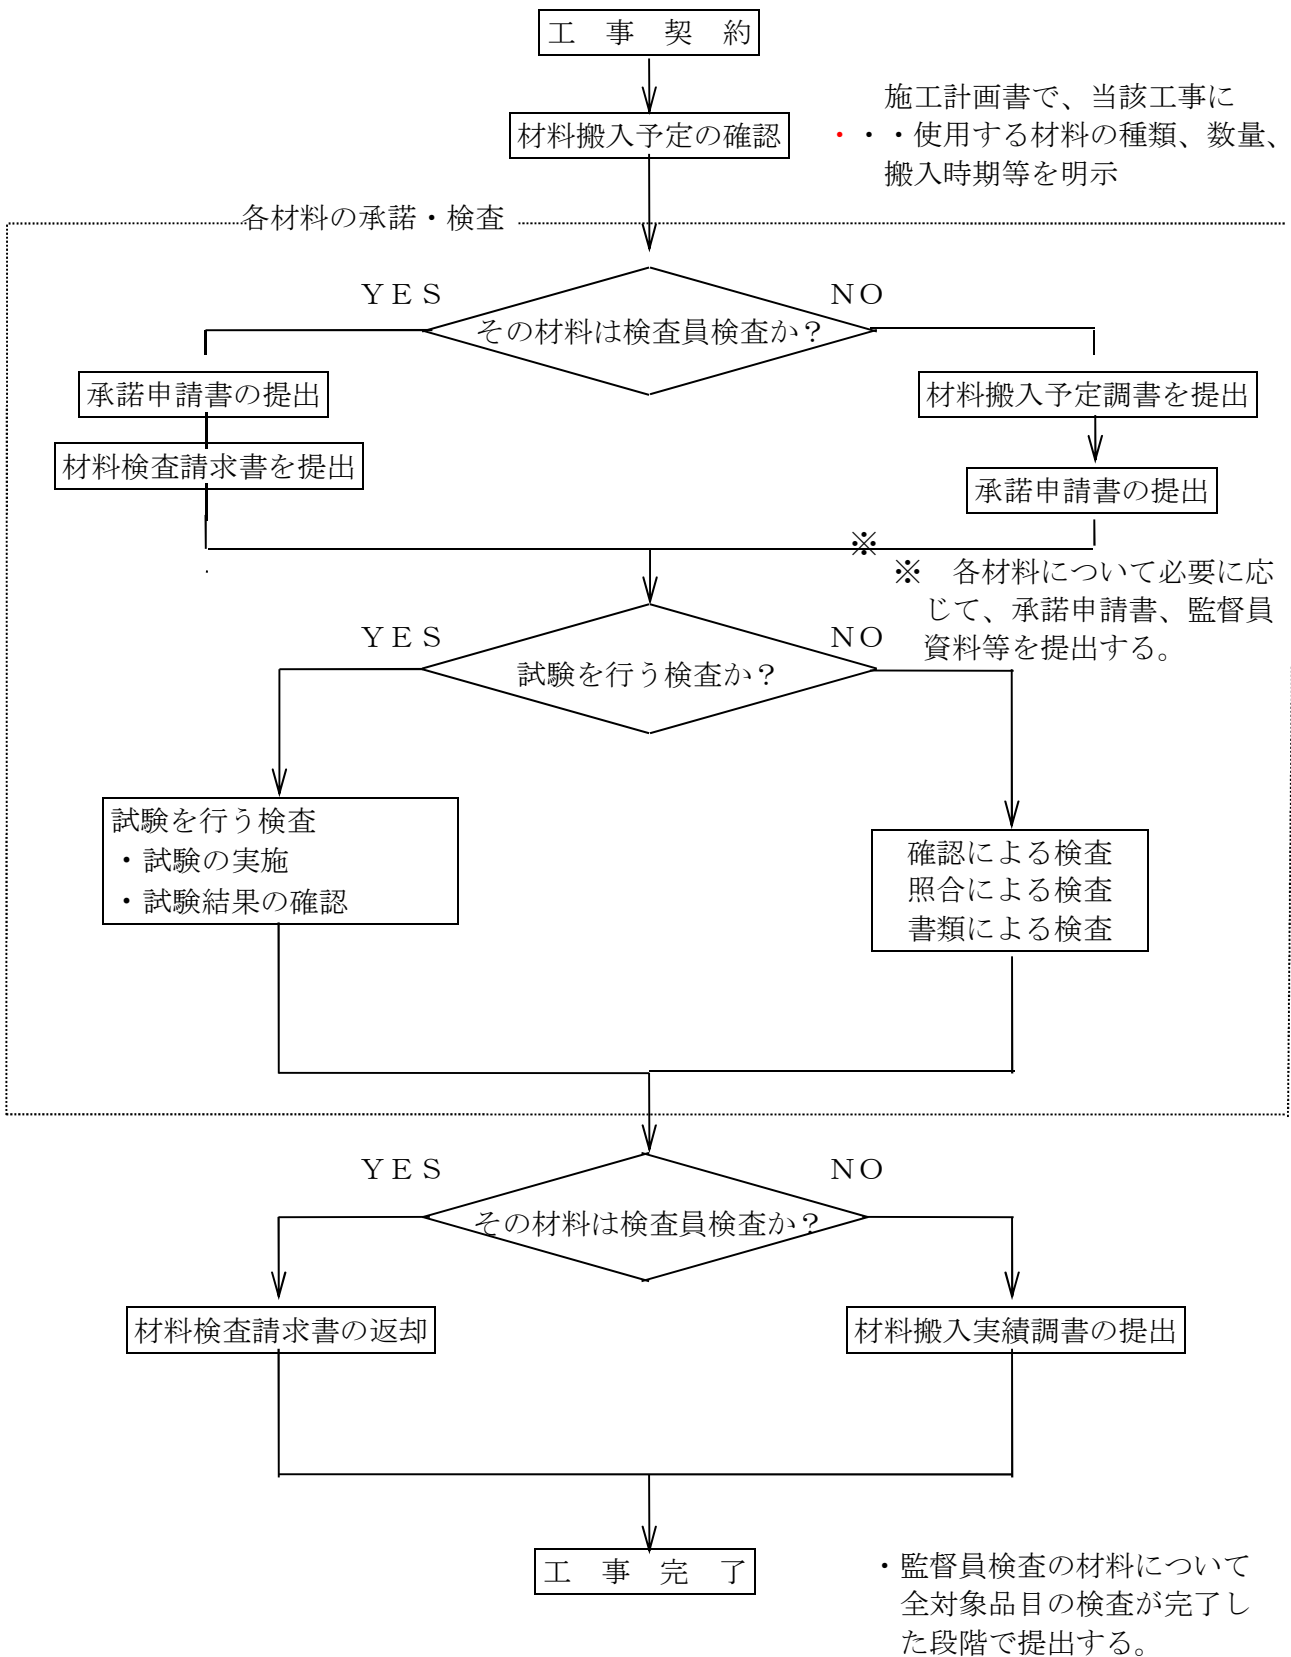 工　事　契　約
材料搬入予定の確認
施工計画書で、当該工事に
・・・使用する材料の種類、数量、
搬入時期等を明示
各材料の承諾・検査
ＹＥＳ
ＮＯ
その材料は検査員検査か？
承諾申請書の提出
材料搬入予定調書を提出
材料検査請求書を提出
承諾申請書の提出
※
※　各材料について必要に応
じて、承諾申請書、監督員
資料等を提出する。
ＹＥＳ
ＮＯ
試験を行う検査か？
試験を行う検査
・試験の実施
・試験結果の確認
確認による検査
照合による検査
書類による検査
ＹＥＳ
ＮＯ
その材料は検査員検査か？
材料検査請求書の返却
材料搬入実績調書の提出
工　事　完　了
・監督員検査の材料について
全対象品目の検査が完了し
た段階で提出する。